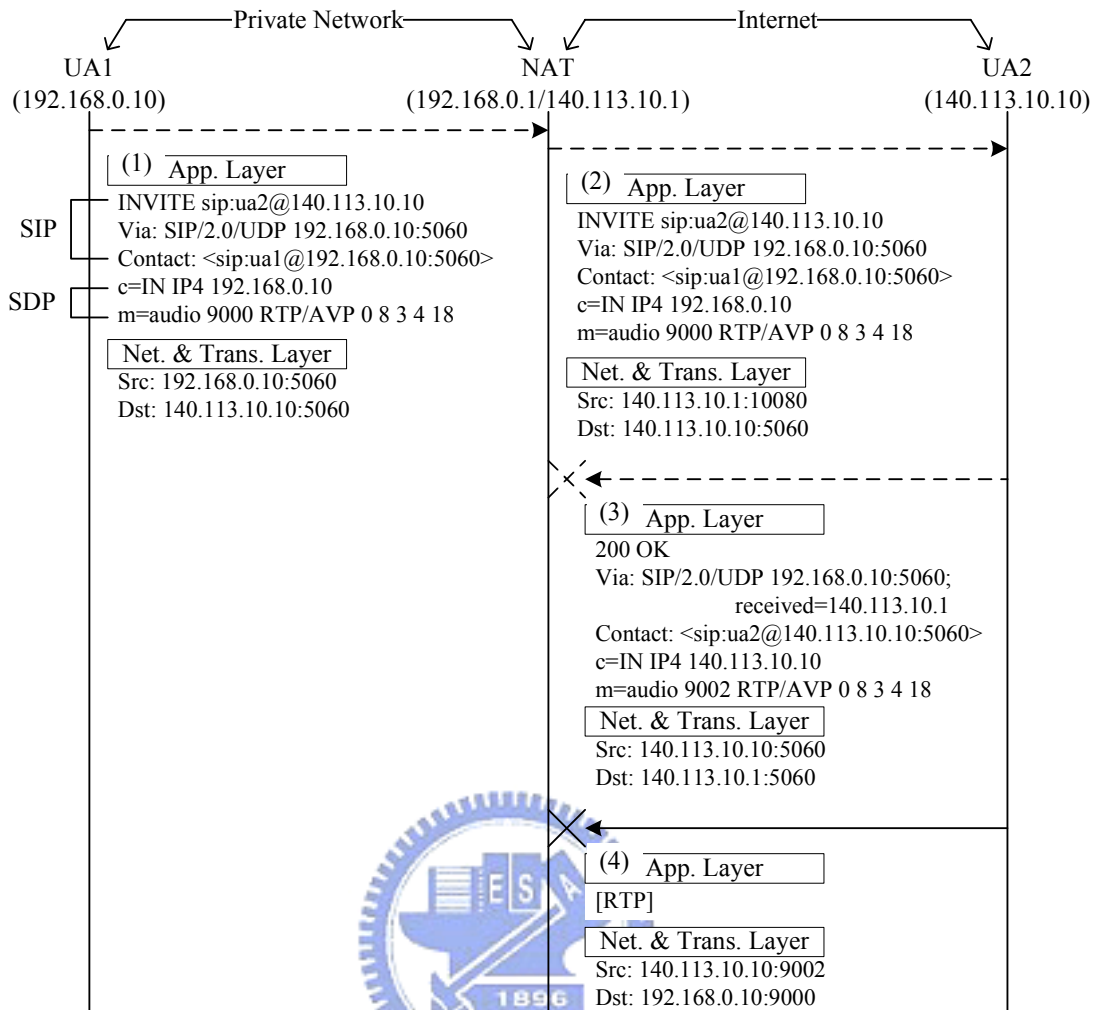 Private Network
Internet
UA1
NAT
UA2
(192.168.0.10)
(192.168.0.1/140.113.10.1)
(140.113.10.10)
(1) App. Layer
SIP
INVITE sip:ua2@140.113.10.10
Via: SIP/2.0/UDP 192.168.0.10:5060
Contact: <sip:ua1@192.168.0.10:5060>
SDP
c=IN IP4 192.168.0.10
m=audio 9000 RTP/AVP 0 8 3 4 18
Net. & Trans. Layer
Src: 192.168.0.10:5060
Dst: 140.113.10.10:5060
(2) App. Layer
INVITE sip:ua2@140.113.10.10
Via: SIP/2.0/UDP 192.168.0.10:5060
Contact: <sip:ua1@192.168.0.10:5060>
c=IN IP4 192.168.0.10
m=audio 9000 RTP/AVP 0 8 3 4 18
Net. & Trans. Layer
Src: 140.113.10.1:10080
Dst: 140.113.10.10:5060
(3) App. Layer
200 OK
Via: SIP/2.0/UDP 192.168.0.10:5060;
received=140.113.10.1
Contact: <sip:ua2@140.113.10.10:5060>
c=IN IP4 140.113.10.10
m=audio 9002 RTP/AVP 0 8 3 4 18
Net. & Trans. Layer
Src: 140.113.10.10:5060
Dst: 140.113.10.1:5060
(4) App. Layer
[RTP]
Net. & Trans. Layer
Src: 140.113.10.10:9002
Dst: 192.168.0.10:9000
E S A
1896